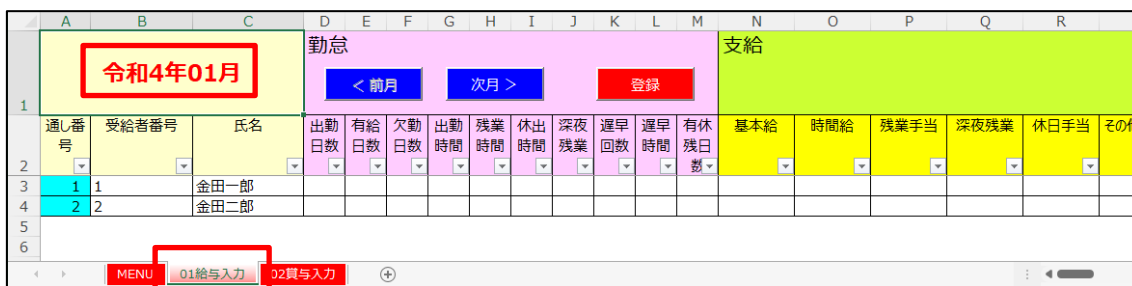 A B C D E F G H I J K L M N O P Q R
1 令和4年01月 勤怠 支給
＜ 前月 次月 ＞ 登録
2 通し番号 受給者番号 氏名 出勤日数 有給日数 欠勤日数 出勤時間 残業時間 休出時間 深夜残業 遅早回数 遅早時間 有休残日数 基本給 時間給 残業手当 深夜残業 休日手当 その他
3 1 1 金田一郎
4 2 2 金田二郎
5
6
MENU 01給与入力 02賞与入力